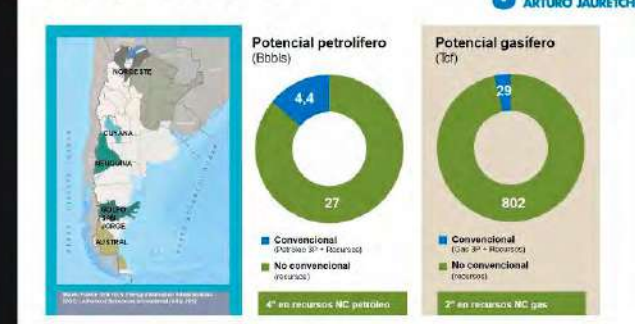 ARTURO JAURETCH
NOROESTE
CUYANA
NEUQUINA
GOLFO
SAN
JORGE
AUSTRAL
Potencial petrolífero
(Bbbls)
4,4
27
Convencional
(Petróleo 3P + Recursos)
No convencional
(recursos)
4° en recursos NC petróleo
Potencial gasífero
(Tcf)
29
802
Convencional
(Gas 3P + Recursos)
No convencional
(recursos)
2° en recursos NC gas